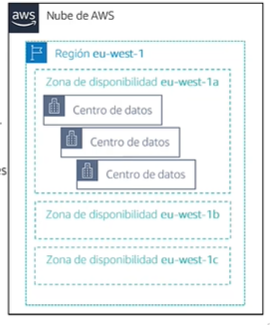 aws
Nube de AWS
Región eu-west-1
Zona de disponibilidad eu-west-1a
Centro de datos
Centro de datos
Centro de datos
es
Zona de disponibilidad eu-west-1b
Zona de disponibilidad eu-west-1c